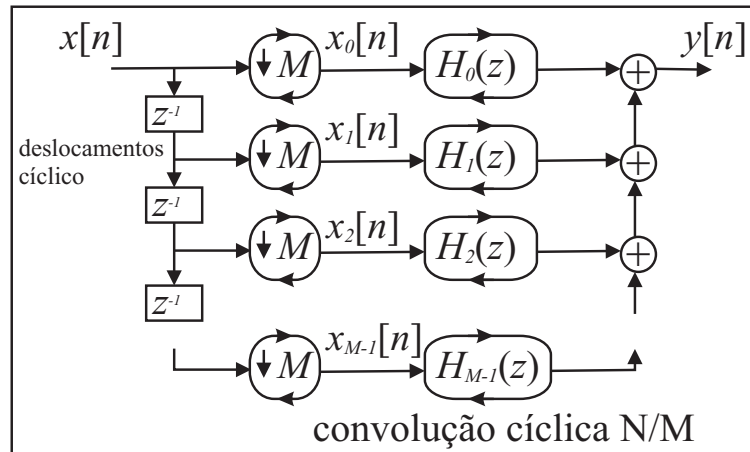 x[n] ↓M x₀[n] H₀(z) + y[n]
z⁻¹
deslocamentos
cíclico
↓M x₁[n] H₁(z) +
z⁻¹
↓M x₂[n] H₂(z) +
z⁻¹
↓M x_{M-1}[n] H_{M-1}(z)
convolução cíclica N/M